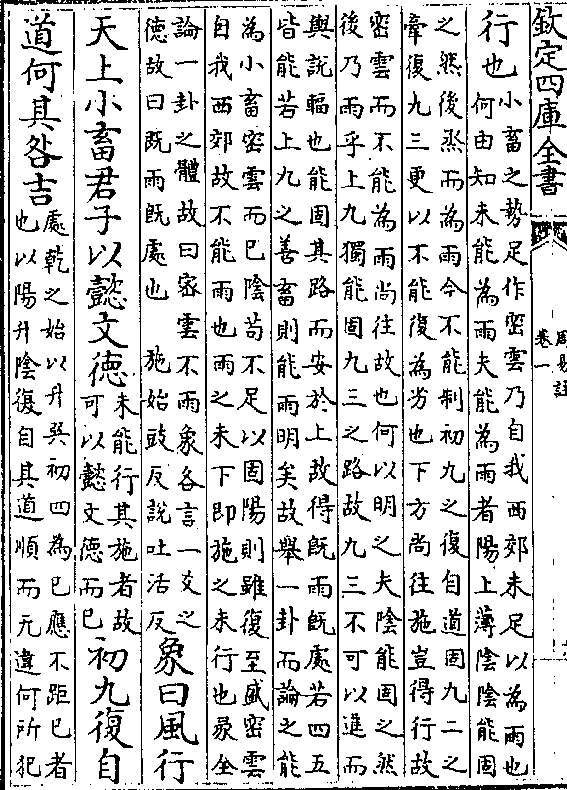 欽定四庫全書
周易註
卷一
行也
小畜之勢足作密雲乃自我西郊未足以為雨也
何由知未能為雨夫能為雨者陽上薄陰陰能固
之然後烝而為雨今不能制初九之復自道固九二之
牽復九三更以不能復為劣也下方尚往施豈得行故
密雲而不能為雨尚往故也何以明之夫陰能固之然
後乃雨乎上九獨能固九三之路故九三不可以進而
輿說輻也能固其路而安於上故得既雨既處若四五
皆能若上九之善畜則能雨明矣故舉一卦而論之能
為小畜密雲而已陰苟不足以固陽則雖復至盛密雲
自我西郊故不能雨也雨之未下即施之未行也彖全
論一卦之體故曰密雲不雨象各言一爻之
德故曰既雨既處也 施始豉反說吐活反
象曰風行
天上小畜君子以懿文德
未能行其施者故
可以懿文德而已
初九復自
道何其咎吉
處乾之始以升巽初四為已應不距已者
也以陽升陰復自其道順而无違何所犯